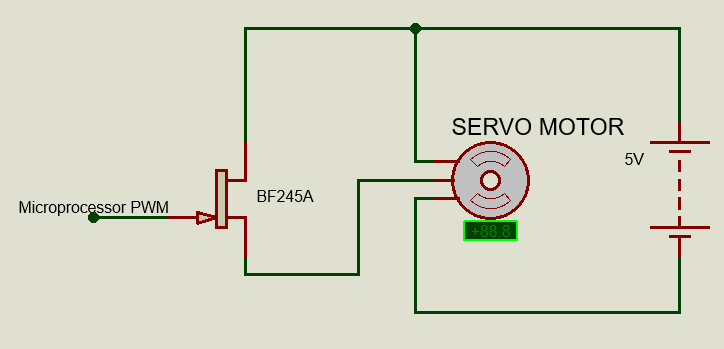 SERVO MOTOR
5V
BF245A
Microprocessor PWM
+88.8